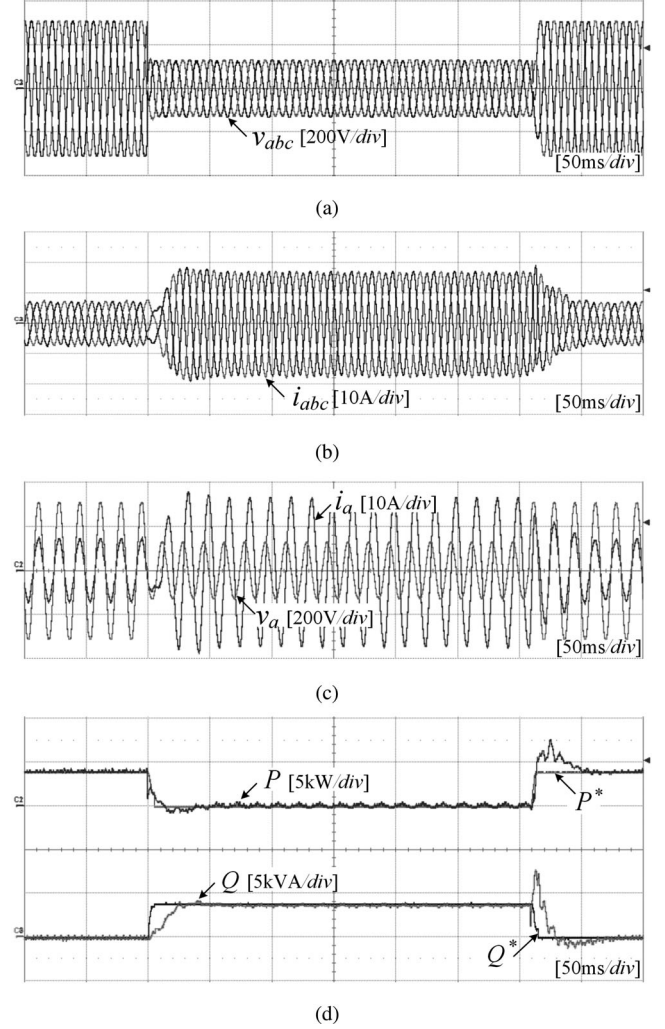 v_abc [200V/div]
[50ms/div]
(a)
i_abc [10A/div]
[50ms/div]
(b)
i_a [10A/div]
v_a [200V/div]
[50ms/div]
(c)
P [5kW/div]
P*
Q [5kVA/div]
Q*
[50ms/div]
(d)